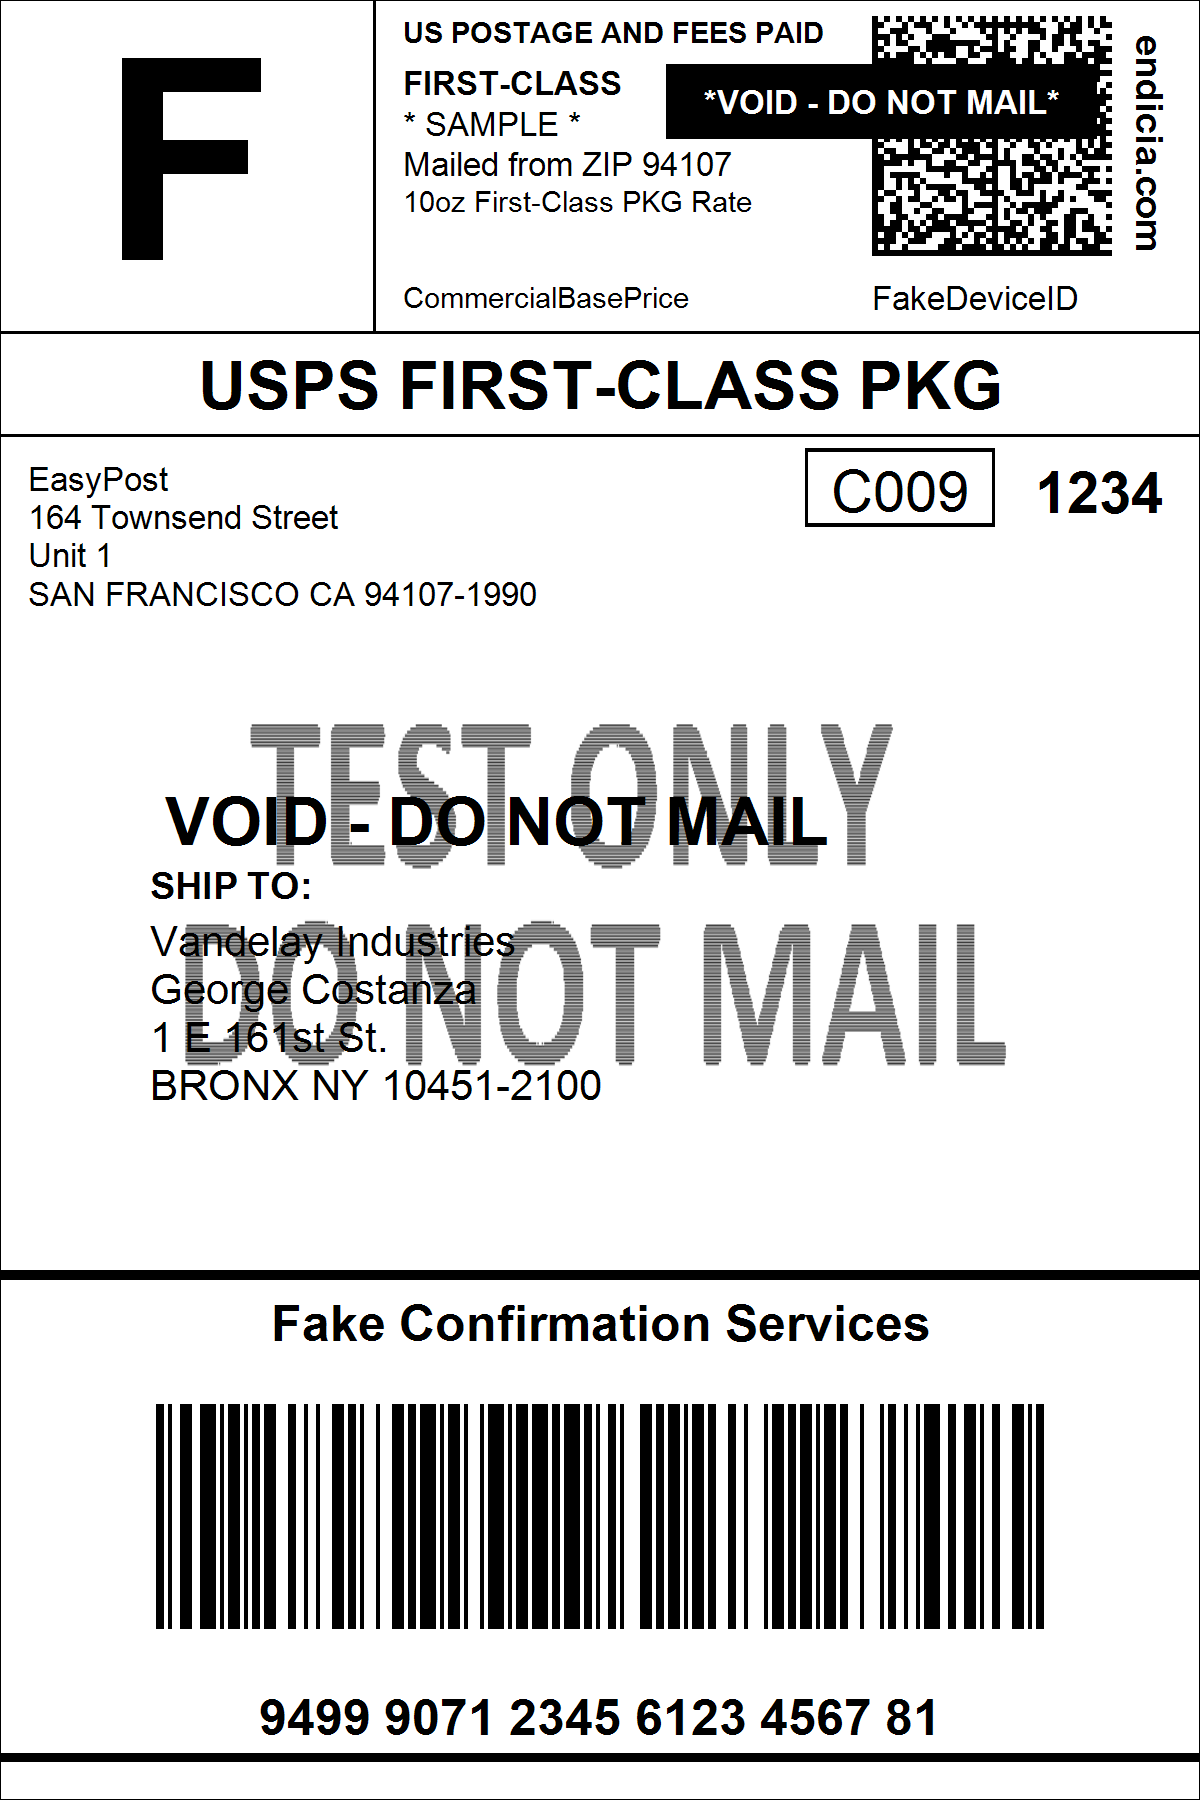 F
US POSTAGE AND FEES PAID
FIRST-CLASS
* SAMPLE *
Mailed from ZIP 94107
10oz First-Class PKG Rate
CommercialBasePrice
*VOID - DO NOT MAIL*
endicia.com
FakeDeviceID
USPS FIRST-CLASS PKG
EasyPost
164 Townsend Street
Unit 1
SAN FRANCISCO CA 94107-1990
C009 1234
TEST ONLY
VOID - DO NOT MAIL
SHIP TO:
DO NOT MAIL
Vandelay Industries
George Costanza
1 E 161st St.
BRONX NY 10451-2100
Fake Confirmation Services
9499 9071 2345 6123 4567 81